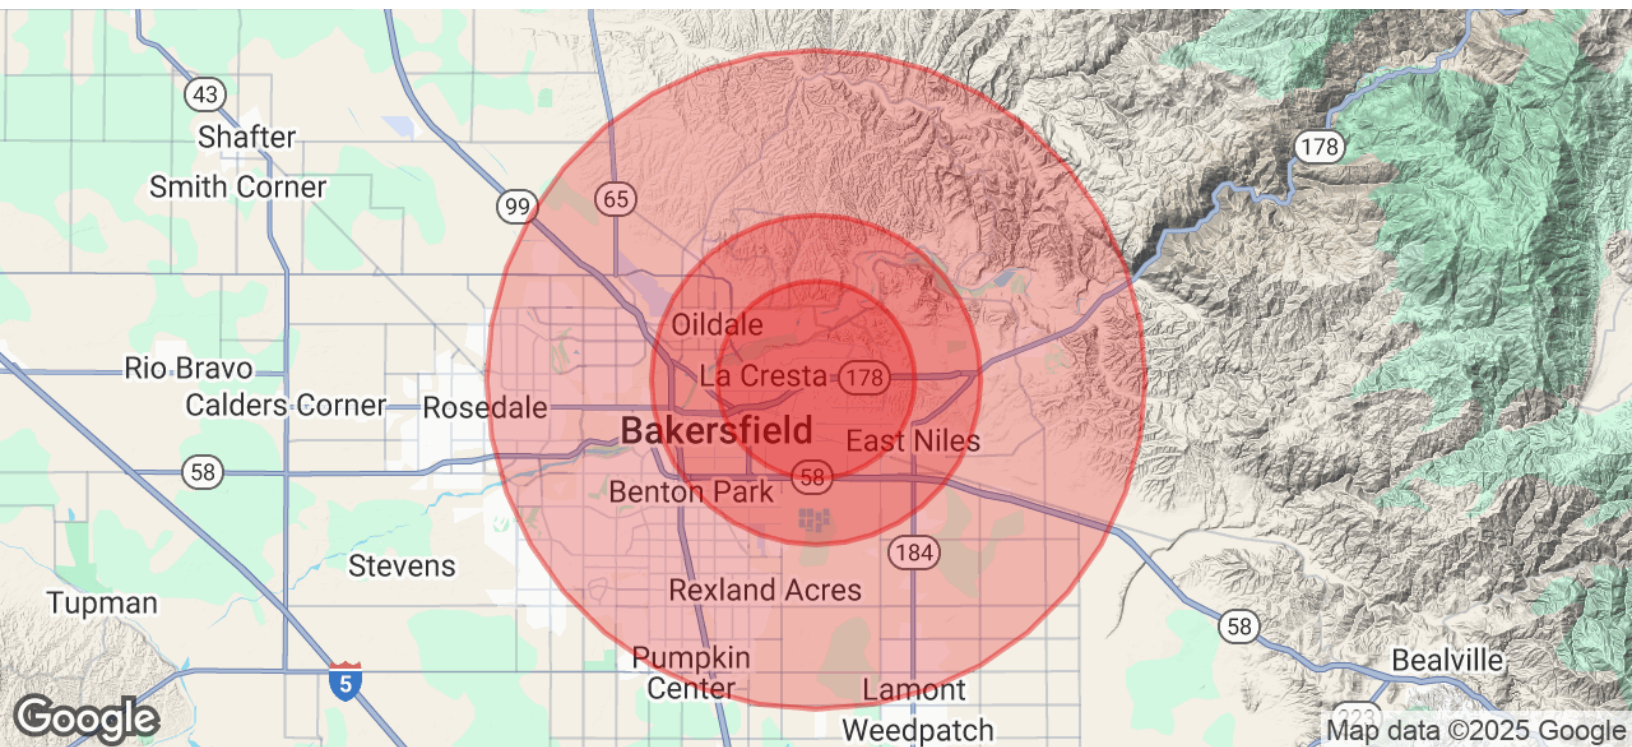 43
Shafter
Smith Corner
99
65
178
Oildale
Rio Bravo
La Cresta
178
Calders Corner
Rosedale
Bakersfield
East Niles
58
58
Benton Park
184
Stevens
Rexland Acres
Tupman
58
Pumpkin
Center
Bealville
5
Lamont
Weedpatch
223
Google
Map data ©2025 Google